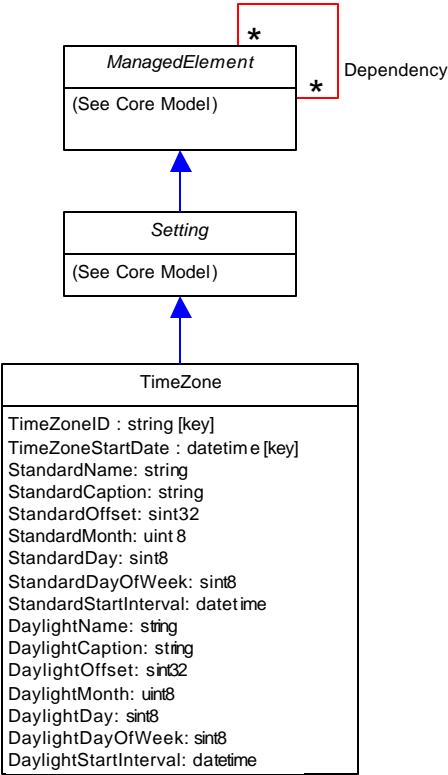 *
ManagedElement
Dependency
*
(See Core Model)
Setting
(See Core Model)
TimeZone
TimeZoneID : string [key]
TimeZoneStartDate : datetime [key]
StandardName: string
StandardCaption: string
StandardOffset: sint32
StandardMonth: uint8
StandardDay: sint8
StandardDayOfWeek: sint8
StandardStartInterval: datetime
DaylightName: string
DaylightCaption: string
DaylightOffset: sint32
DaylightMonth: uint8
DaylightDay: sint8
DaylightDayOfWeek: sint8
DaylightStartInterval: datetime